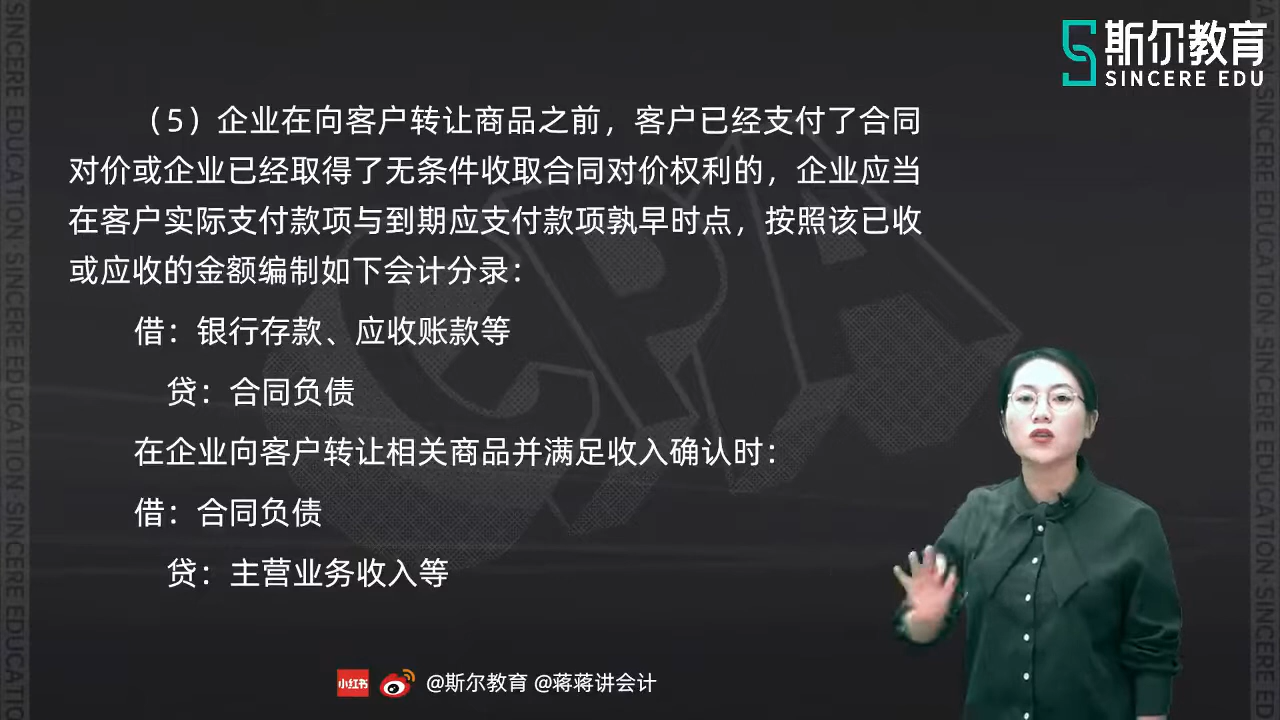 斯尔教育
SINCERE EDU
（5）企业在向客户转让商品之前，客户已经支付了合同
对价或企业已经取得了无条件收取合同对价权利的，企业应当
在客户实际支付款项与到期应支付款项孰早时点，按照该已收
或应收的金额编制如下会计分录：
借：银行存款、应收账款等
贷：合同负债
在企业向客户转让相关商品并满足收入确认时：
借：合同负债
贷：主营业务收入等
CPA
小红书 @斯尔教育 @蒋蒋讲会计
SINCERE EDUCATION·SINCERE EDUCATION